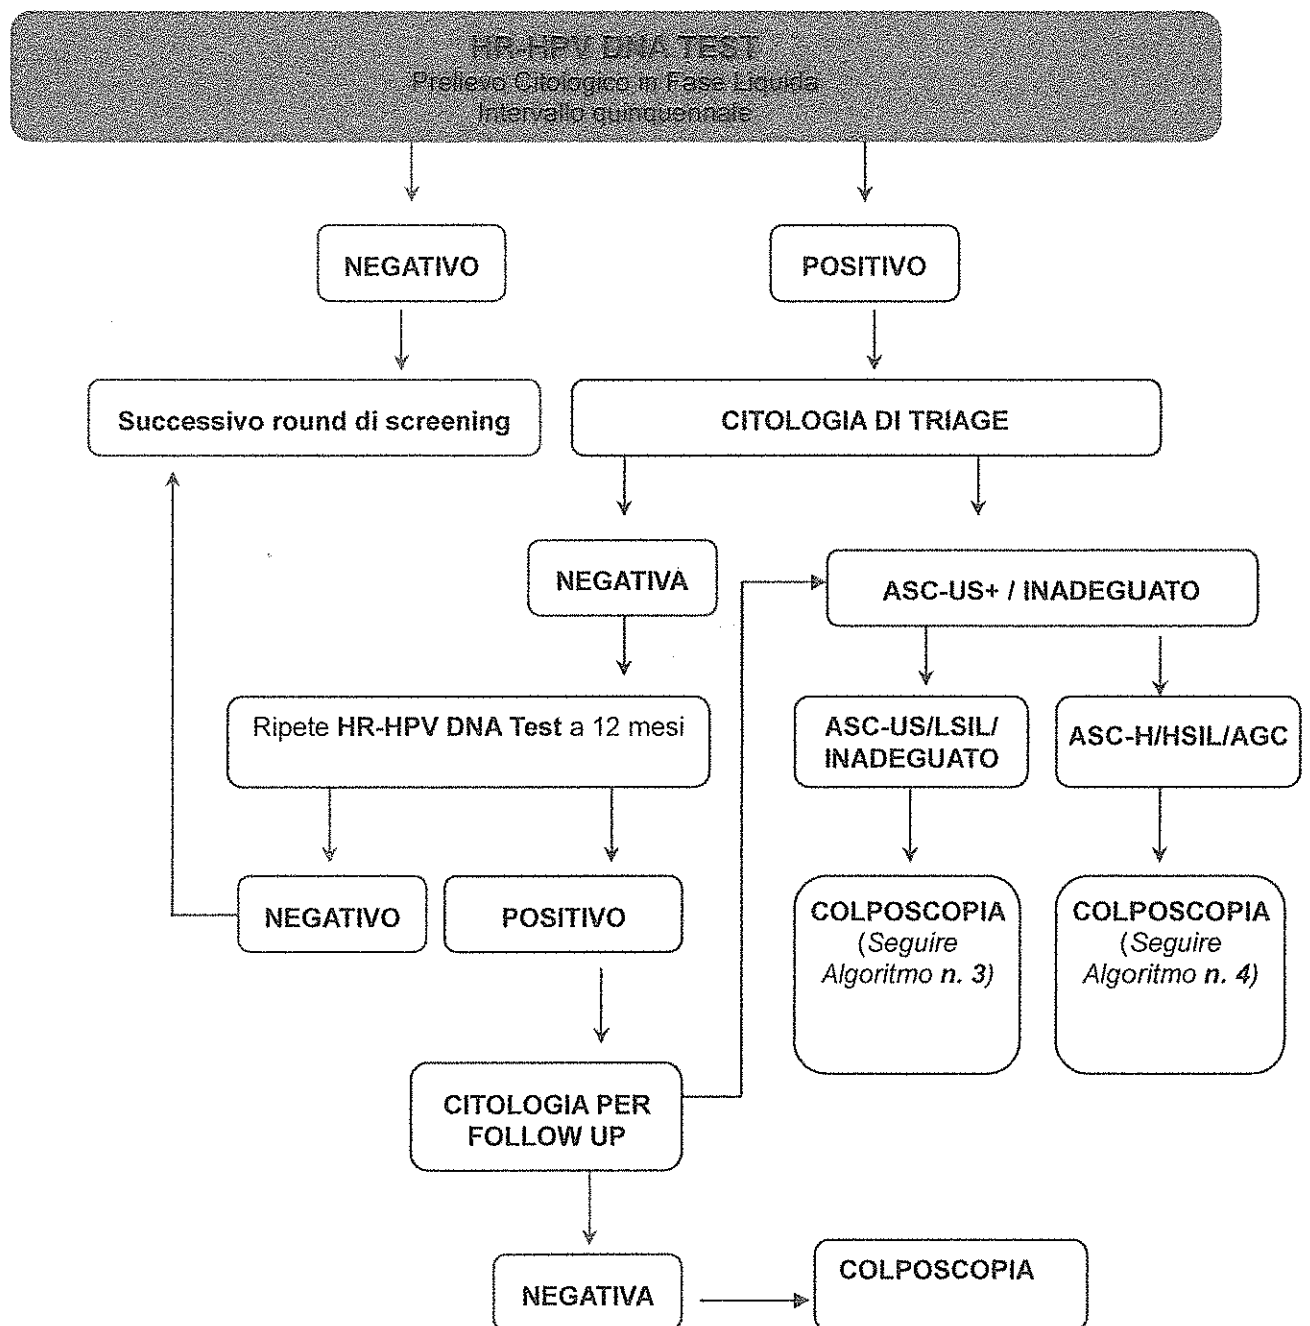 HR-HPV DNA TEST
Prelievo Citologico in Fase Liquida
Intervallo quinquennale
NEGATIVO
POSITIVO
Successivo round di screening
CITOLOGIA DI TRIAGE
NEGATIVA
ASC-US+ / INADEGUATO
Ripete HR-HPV DNA Test a 12 mesi
ASC-US/LSIL/
INADEGUATO
ASC-H/HSIL/AGC
NEGATIVO
POSITIVO
COLPOSCOPIA
(Seguire
Algoritmo n. 3)
COLPOSCOPIA
(Seguire
Algoritmo n. 4)
CITOLOGIA PER
FOLLOW UP
NEGATIVA
COLPOSCOPIA